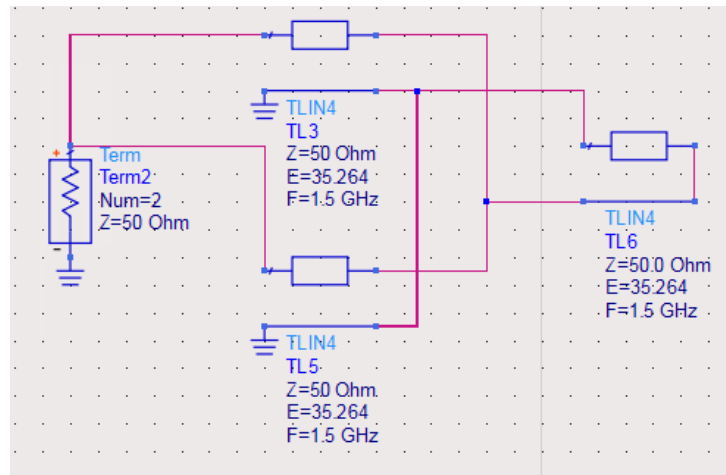 TLIN4
TL3
Z=50 Ohm
E=35.264
F=1.5 GHz
+
Term
Term2
Num=2
Z=50 Ohm
-
TLIN4
TL6
Z=50.0 Ohm
E=35.264
F=1.5 GHz
TLIN4
TL5
Z=50 Ohm
E=35.264
F=1.5 GHz